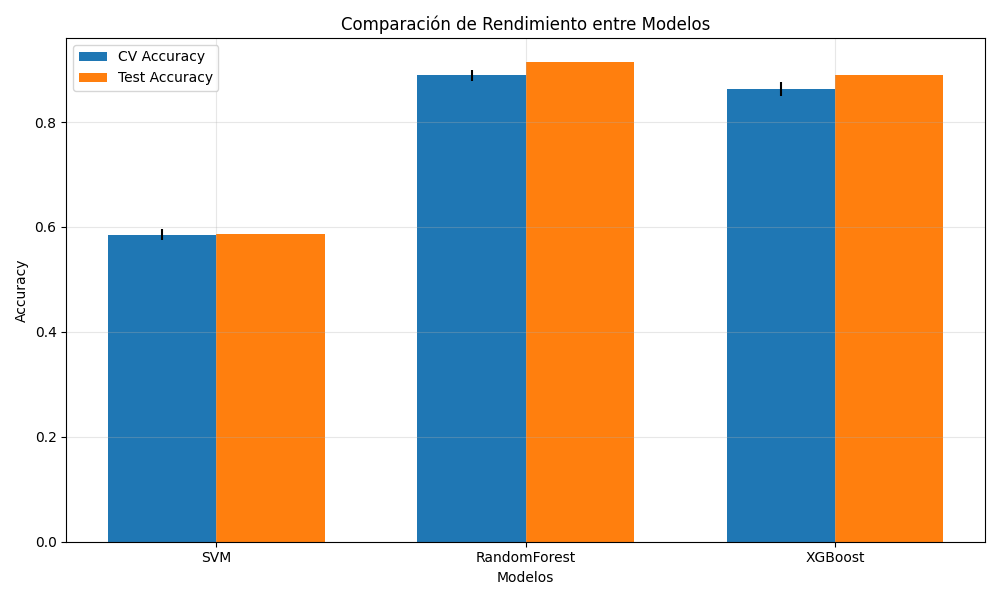 Comparación de Rendimiento entre Modelos
CV Accuracy
Test Accuracy
Accuracy
0.8
0.6
0.4
0.2
0.0
SVM
RandomForest
XGBoost
Modelos